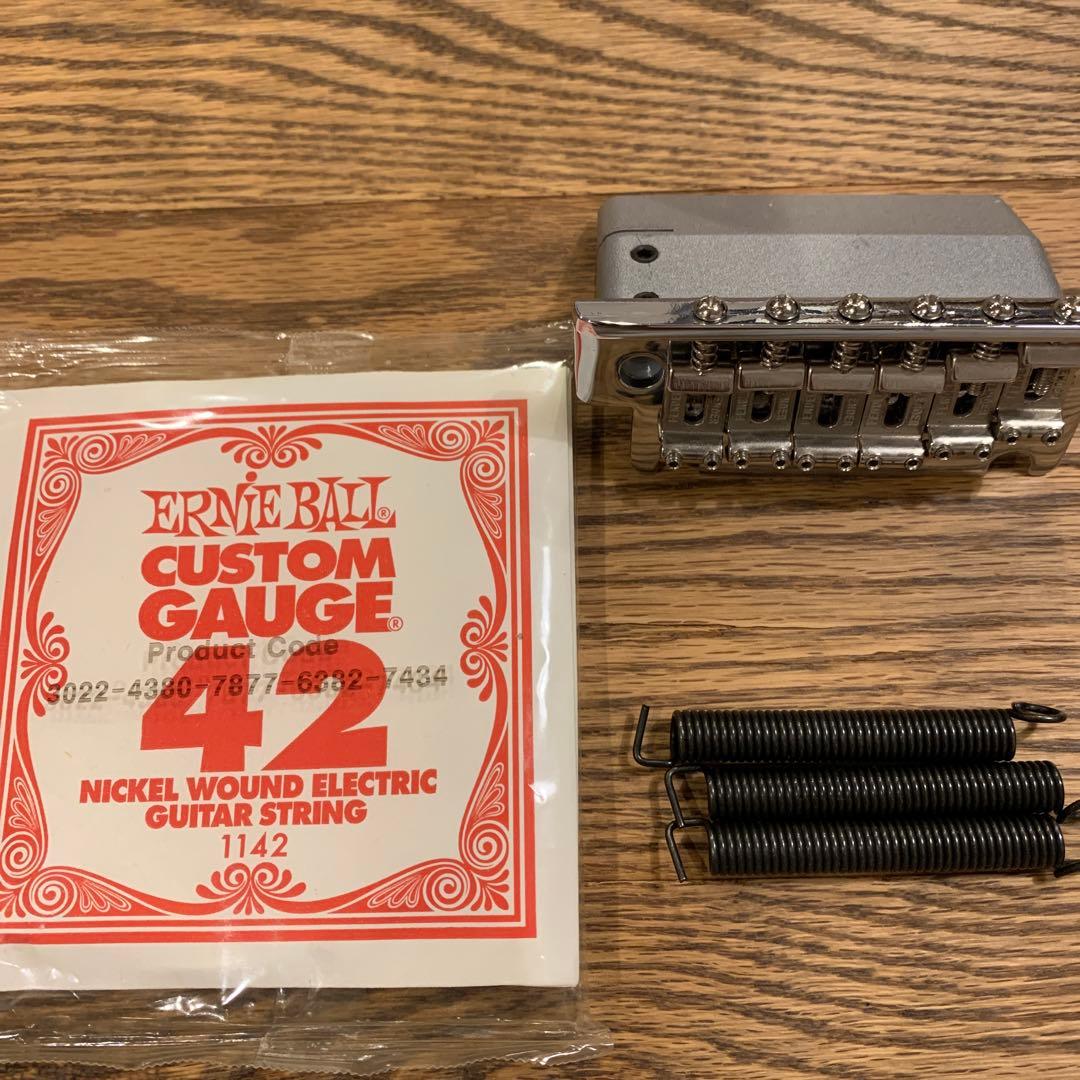 ERNIE BALL®
CUSTOM
GAUGE®
Product Code
3022-4380-7877-6382-7434
42
NICKEL WOUND ELECTRIC
GUITAR STRING
1142